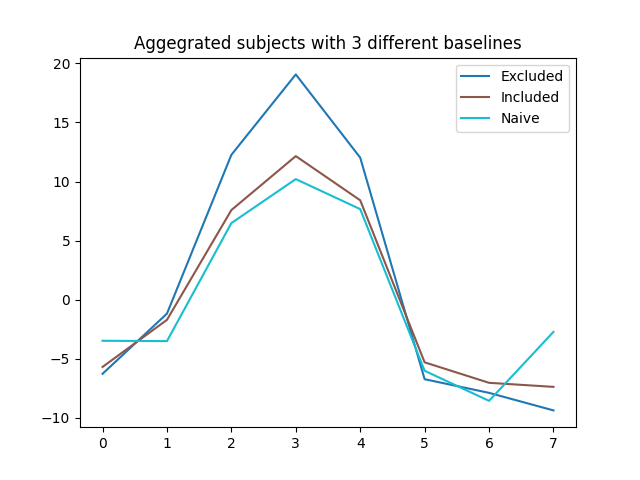 Aggegrated subjects with 3 different baselines
Excluded
Included
Naive
20
15
10
5
0
−5
−10
0 1 2 3 4 5 6 7